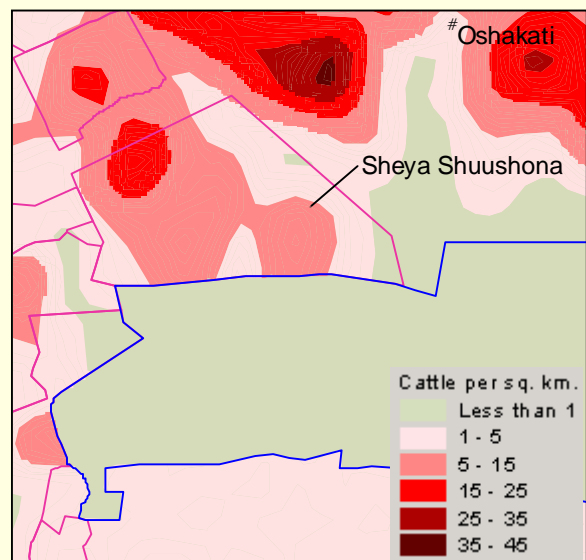 #Oshakati
Sheya Shuushona
Cattle per sq. km.
Less than 1
1 - 5
5 - 15
15 - 25
25 - 35
35 - 45